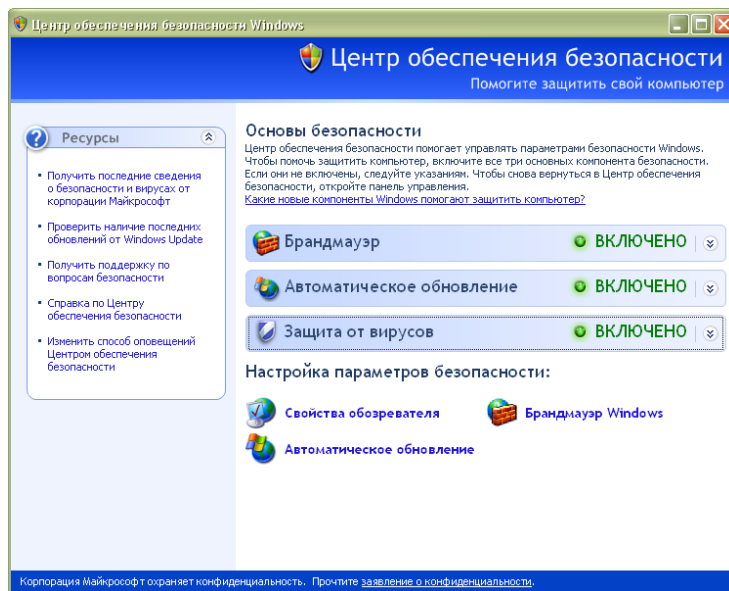 Центр обеспечения безопасности Windows
Центр обеспечения безопасности
Помогите защитить свой компьютер
Ресурсы
Получить последние сведения
о безопасности и вирусах от
корпорации Майкрософт
Проверить наличие последних
обновлений от Windows Update
Получить поддержку по
вопросам безопасности
Справка по Центру
обеспечения безопасности
Изменить способ оповещений
Центром обеспечения
безопасности
Основы безопасности
Центр обеспечения безопасности помогает управлять параметрами безопасности Windows.
Чтобы помочь защитить компьютер, включите все три основных компонента безопасности.
Если они не включены, следуйте указаниям. Чтобы снова вернуться в Центр обеспечения
безопасности, откройте панель управления.
Какие новые компоненты Windows помогают защитить компьютер?
Брандмауэр ВКЛЮЧЕНО
Автоматическое обновление ВКЛЮЧЕНО
Защита от вирусов ВКЛЮЧЕНО
Настройка параметров безопасности:
Свойства обозревателя Брандмауэр Windows
Автоматическое обновление
Корпорация Майкрософт охраняет конфиденциальность. Прочтите заявление о конфиденциальности.